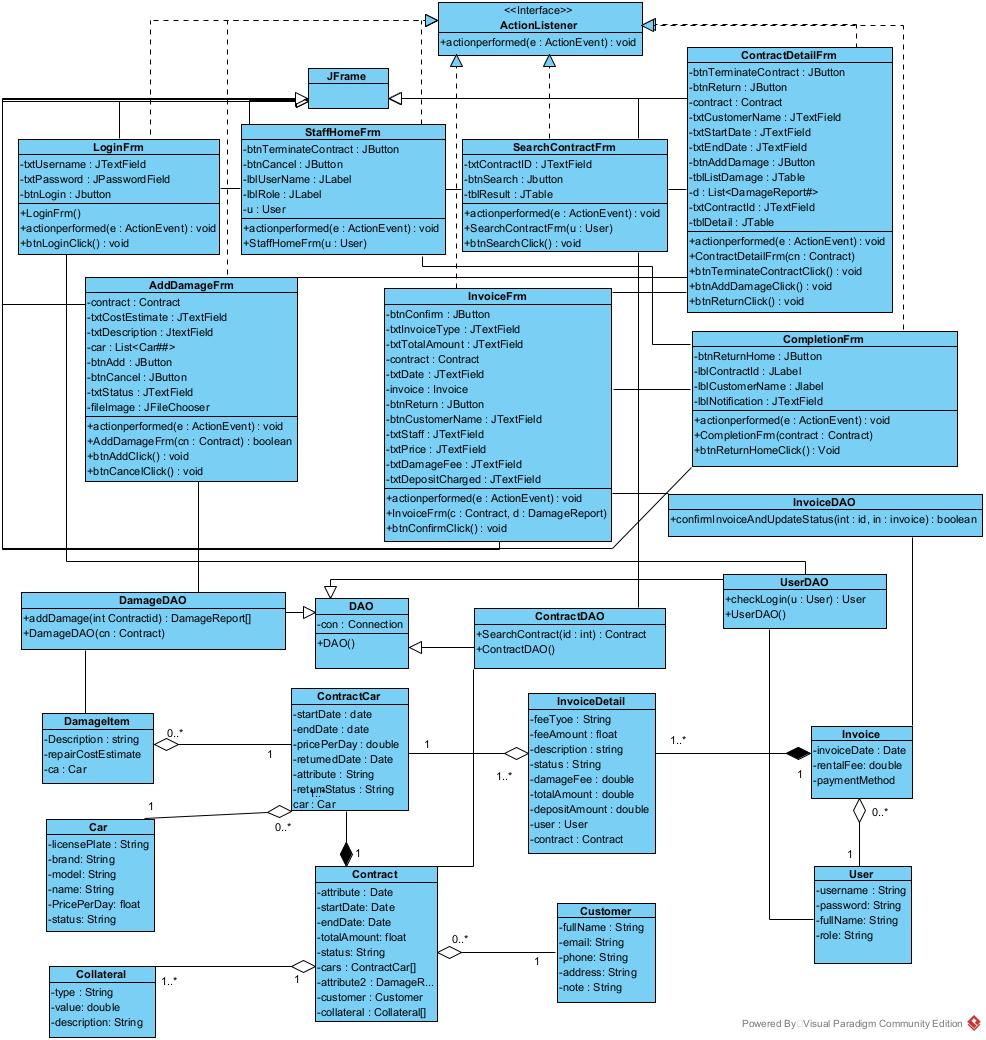 <<Interface>>
ActionListener
+actionperformed(e : ActionEvent) : void
JFrame
ContractDetailFrm
-btnTerminateContract : JButton
-btnReturn : JButton
-contract : Contract
-txtCustomerName : JTextField
-txtStartDate : JTextField
-txtEndDate : JTextField
-btnAddDamage : JButton
-tblListDamage : JTable
-d : List<DamageReport#>
-txtContractId : JTextField
-tblDetail : JTable
+actionperformed(e : ActionEvent) : void
+ContractDetailFrm(cn : Contract)
+btnTerminateContractClick() : void
+btnAddDamageClick() : void
+btnReturnClick() : void
LoginFrm
-txtUsername : JTextField
-txtPassword : JPasswordField
-btnLogin : Jbutton
+LoginFrm()
+actionperformed(e : ActionEvent) : void
+btnLoginClick() : void
StaffHomeFrm
-btnTerminateContract : JButton
-btnCancel : JButton
-lblUserName : JLabel
-lblRole : JLabel
-u : User
+actionperformed(e : ActionEvent) : void
+StaffHomeFrm(u : User)
SearchContractFrm
-txtContractID : JTextField
-btnSearch : Jbutton
-tblResult : JTable
+actionperformed(e : ActionEvent) : void
+SearchContractFrm(u : User)
+btnSearchClick() : void
AddDamageFrm
-contract : Contract
-txtCostEstimate : JTextField
-txtDescription : JtextField
-car : List<Car##>
-btnAdd : JButton
-btnCancel : JButton
-txtStatus : JTextField
-fileImage : JFileChooser
+actionperformed(e : ActionEvent) : void
+AddDamageFrm(cn : Contract) : boolean
+btnAddClick() : void
+btnCancelClick() : void
InvoiceFrm
-btnConfirm : JButton
-txtInvoiceType : JTextField
-txtTotalAmount : JTextField
-contract : Contract
-txtDate : JTextField
-invoice : Invoice
-btnReturn : JButton
-btnCustomerName : JTextField
-txtStaff : JTextField
-txtPrice : JTextField
-txtDamageFee : JTextField
-txtDepositCharged : JTextField
+actionperformed(e : ActionEvent) : void
+InvoiceFrm(c : Contract, d : DamageReport)
+btnConfirmClick() : void
CompletionFrm
-btnReturnHome : JButton
-lblContractId : JLabel
-lblCustomerName : Jlabel
-lblNotification : JTextField
+actionperformed(e : ActionEvent) : void
+CompletionFrm(contract : Contract)
+btnReturnHomeClick() : Void
InvoiceDAO
+confirmInvoiceAndUpdateStatus(int : id, in : invoice) : boolean
UserDAO
+checkLogin(u : User) : User
+UserDAO()
DamageDAO
+addDamage(int Contractid) : DamageReport[]
+DamageDAO(cn : Contract)
DAO
-con : Connection
+DAO()
ContractDAO
+SearchContract(id : int) : Contract
+ContractDAO()
DamageItem
-Description : string
-repairCostEstimate
-ca : Car
0..*
1
ContractCar
-startDate : date
-endDate : date
-pricePerDay : double
-returnedDate : Date
-attribute : String
-returnStatus : String
car : Car
1
1..*
InvoiceDetail
-feeTyoe : String
-feeAmount : float
-description : string
-status : String
-damageFee : double
-totalAmount : double
-depositAmount : double
-user : User
-contract : Contract
1..*
1
Invoice
-invoiceDate : Date
-rentalFee: double
-paymentMethod
0..*
1
1
0..*
1
Car
-licensePlate : String
-brand: String
-model: String
-name: String
-PricePerDay: float
-status: String
Contract
-attribute : Date
-startDate: Date
-endDate: Date
-totalAmount: float
-status: String
-cars : ContractCar[]
-attribute2 : DamageR...
-customer : Customer
-collateral : Collateral[]
0..*
1
Customer
-fullName : String
-email: String
-phone: String
-address: String
-note : String
User
-username : String
-password: String
-fullName: String
-role: String
Collateral
-type : String
-value: double
-description: String
1..*
1
Powered By Visual Paradigm Community Edition